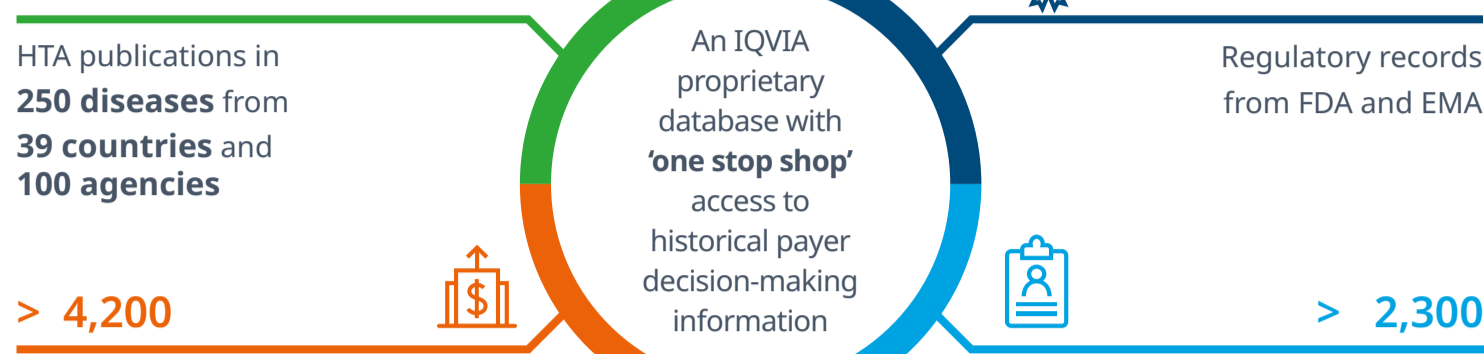 HTA publications in
250 diseases from
39 countries and
100 agencies
> 4,200
An IQVIA
proprietary
database with
‘one stop shop’
access to
historical payer
decision-making
information
Regulatory records
from FDA and EMA
> 2,300